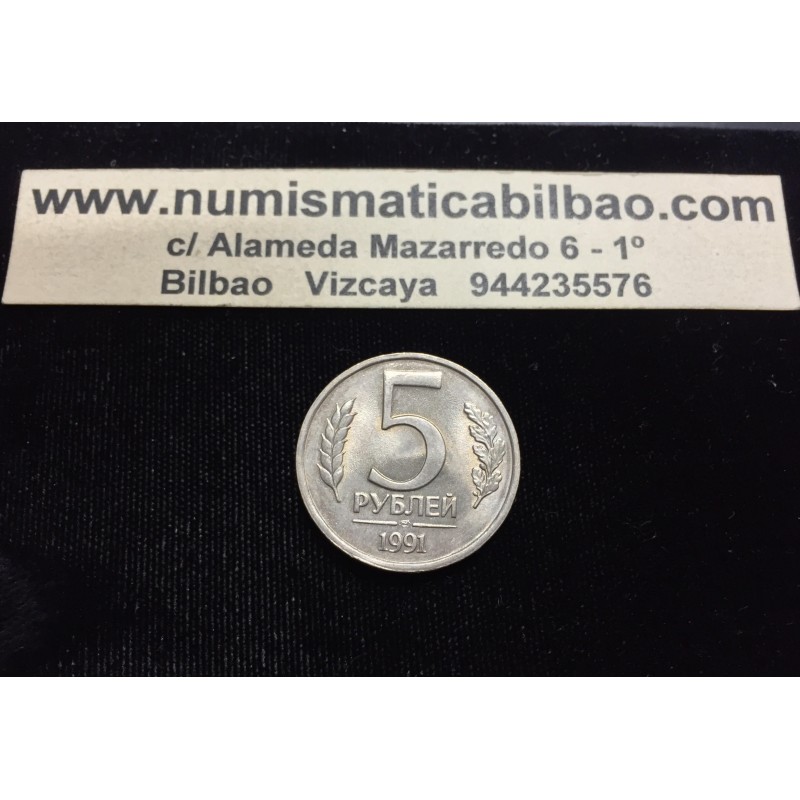 www.numismaticabilbao.com
c/ Alameda Mazarredo 6 - 1º
Bilbao Vizcaya 944235576
5
РУБЛЕЙ
1991